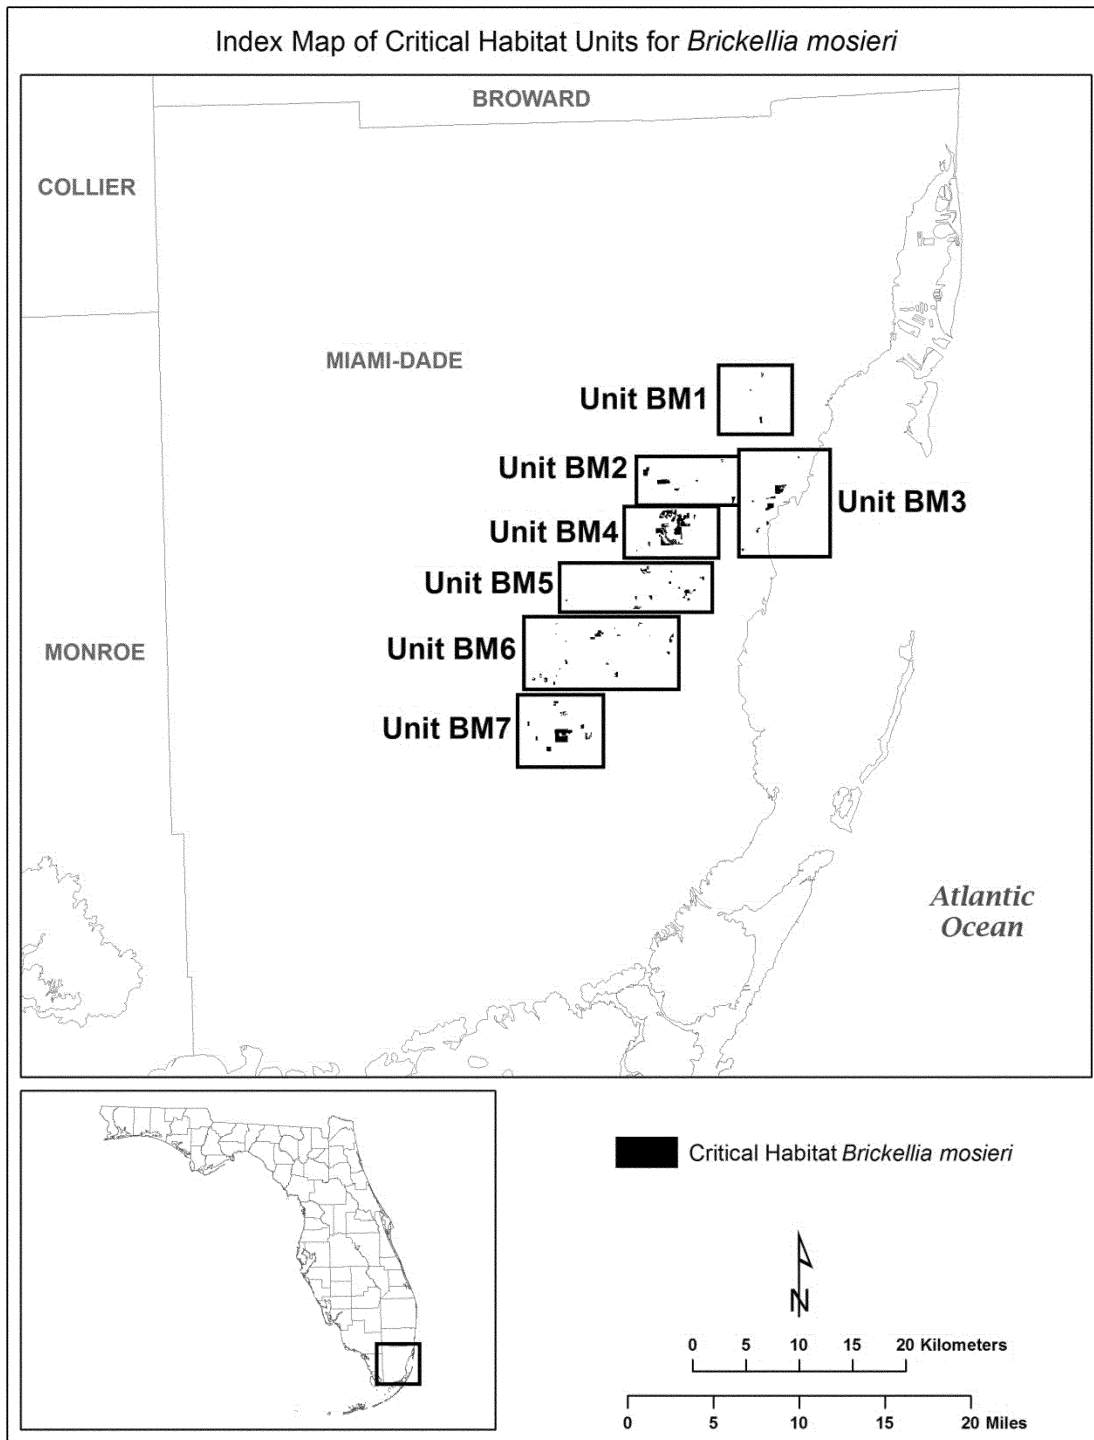 Index Map of Critical Habitat Units for Brickellia mosieri
BROWARD
COLLIER
MIAMI-DADE
Unit BM1
Unit BM2
Unit BM3
Unit BM4
Unit BM5
Unit BM6
MONROE
Unit BM7
Atlantic
Ocean
Critical Habitat Brickellia mosieri
N
0 5 10 15 20 Kilometers
0 5 10 15 20 Miles